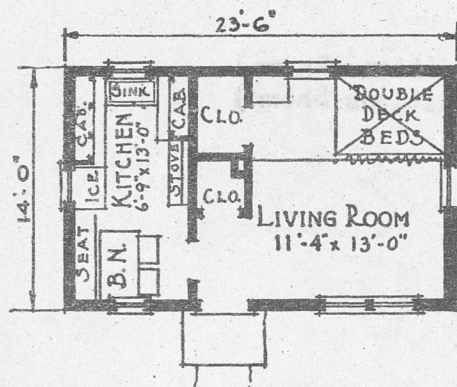 23'-6"
14'-0"
SINK
CAB.
CAB.
CLO.
DOUBLE
DECK
BEDS
KITCHEN
6'-9" x 13'-0"
STOVE
ICE
CLO.
LIVING ROOM
11'-4" x 13'-0"
SEAT
B.N.